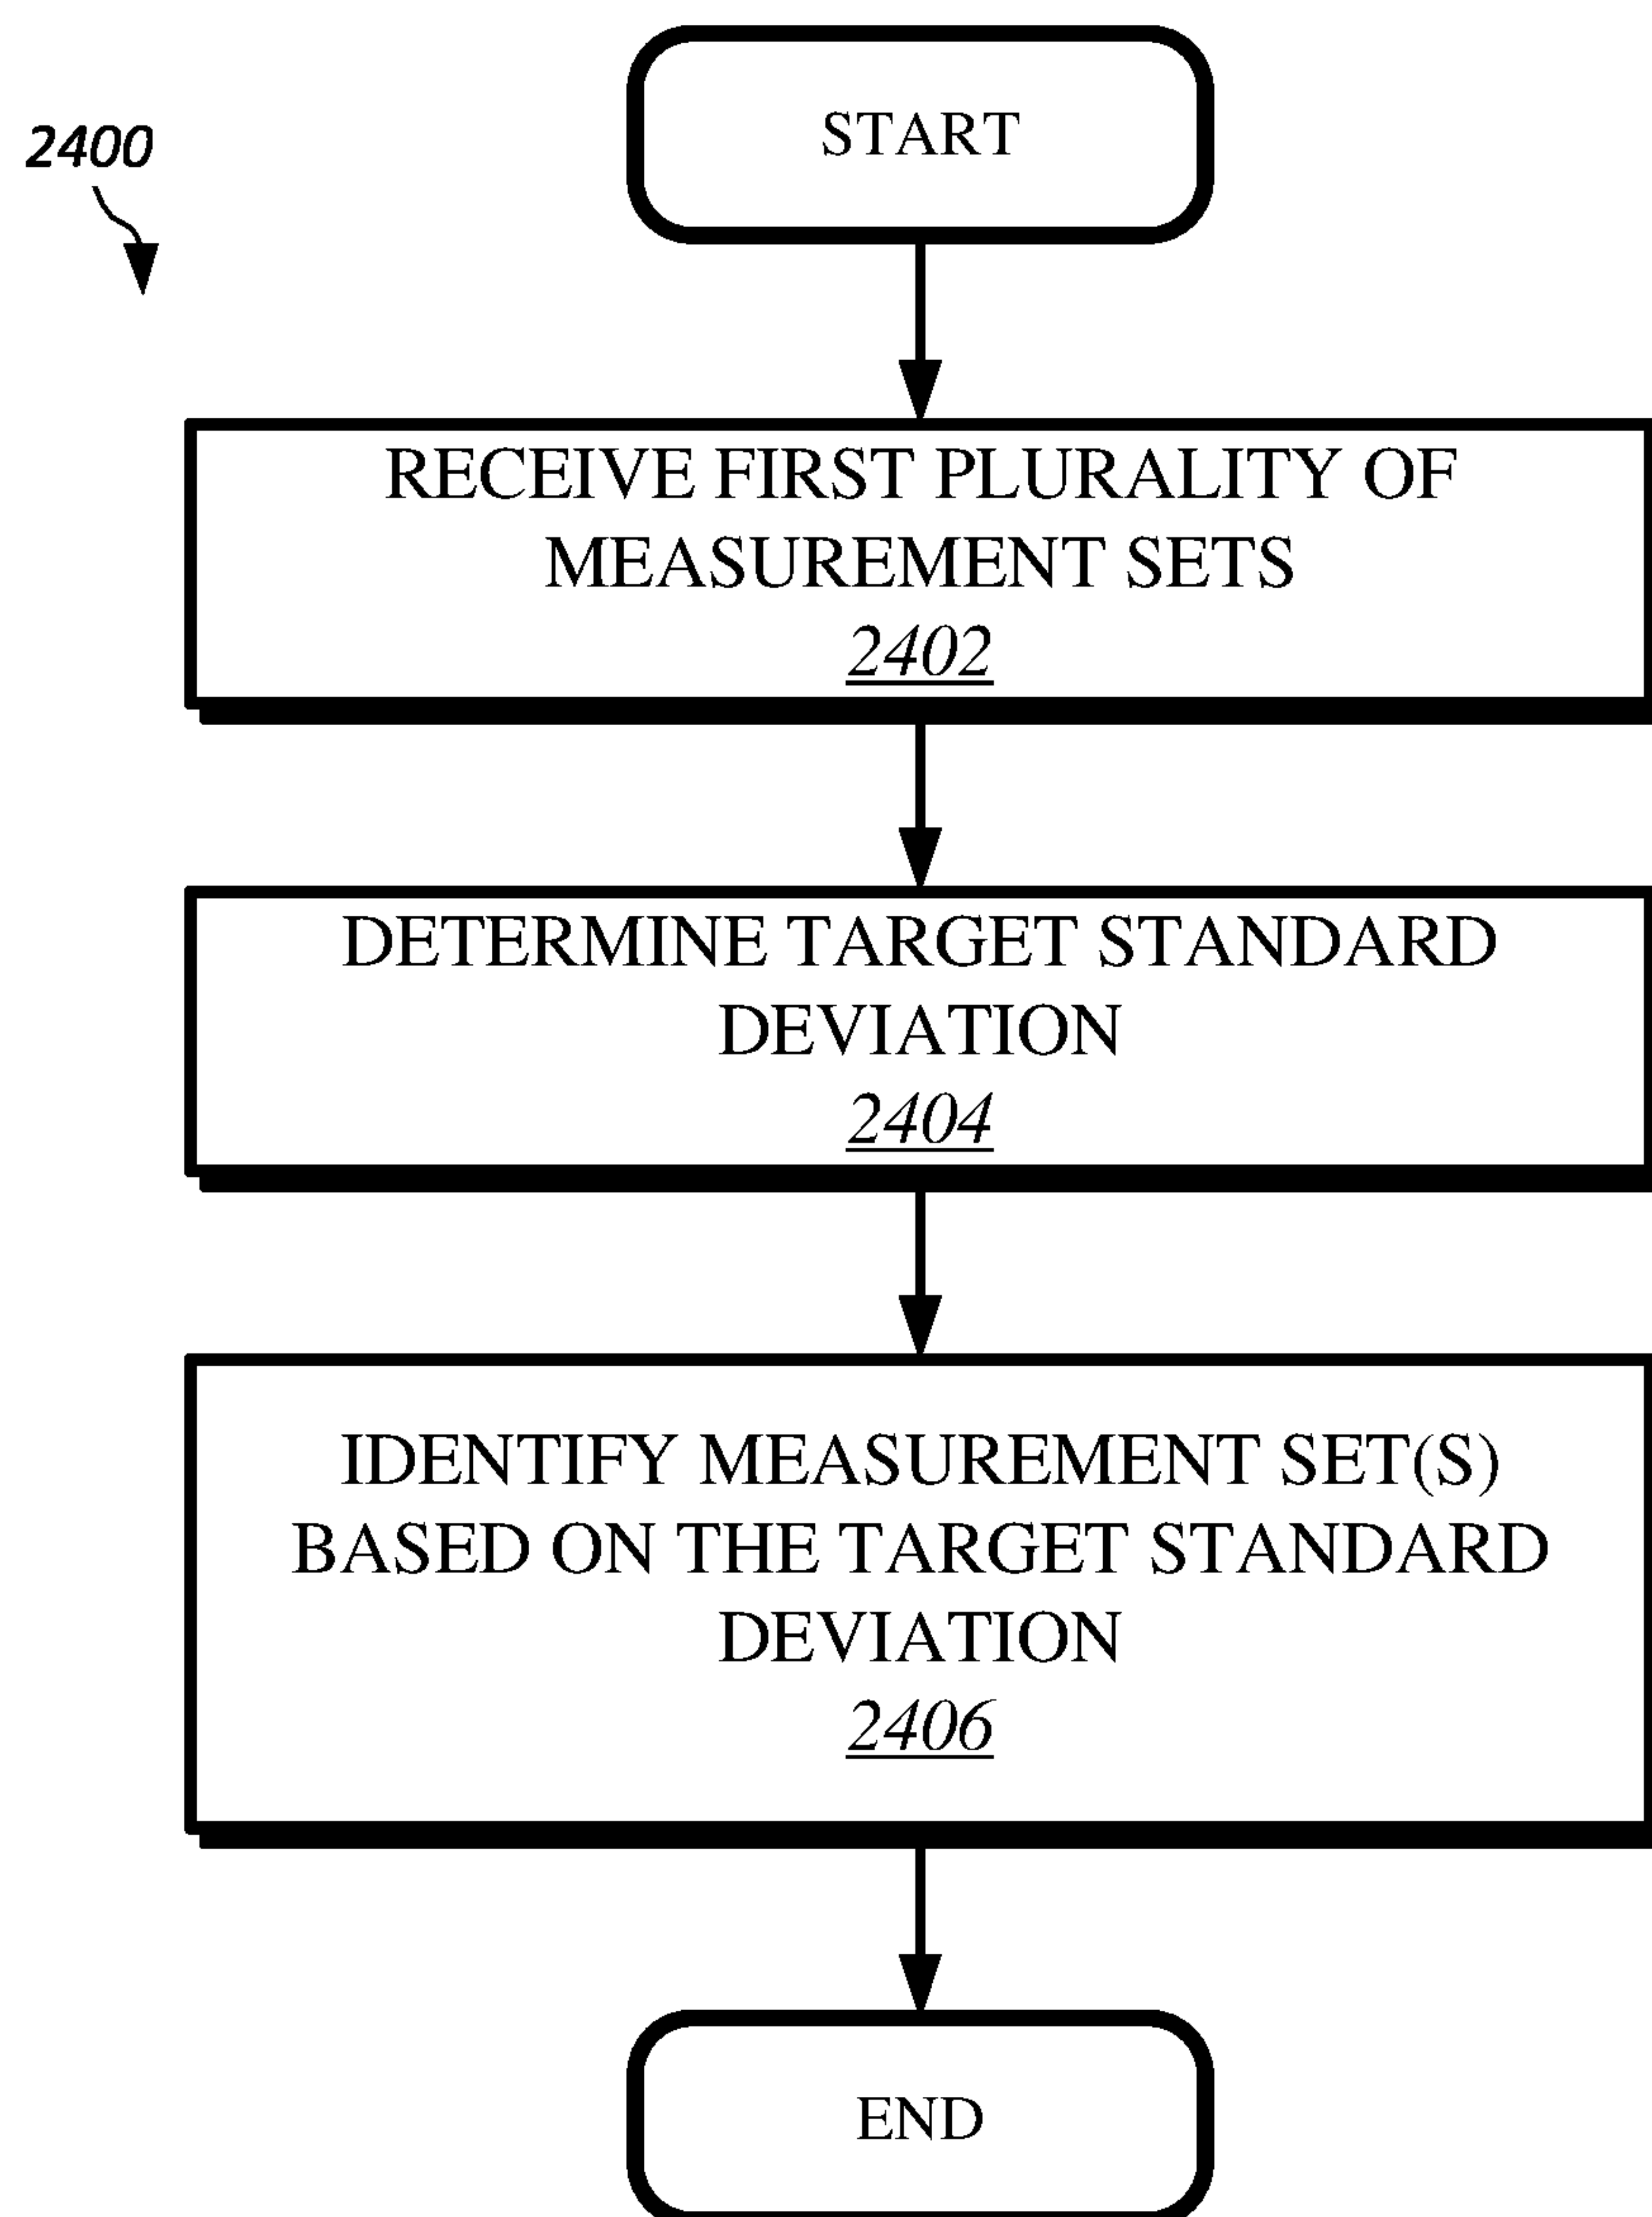 START
2400
RECEIVE FIRST PLURALITY OF
MEASUREMENT SETS
2402
DETERMINE TARGET STANDARD
DEVIATION
2404
IDENTIFY MEASUREMENT SET(S)
BASED ON THE TARGET STANDARD
DEVIATION
2406
END